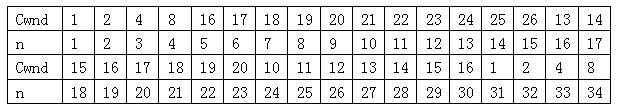 Cwnd 1 2 4 8 16 17 18 19 20 21 22 23 24 25 26 13 14
n 1 2 3 4 5 6 7 8 9 10 11 12 13 14 15 16 17
Cwnd 15 16 17 18 19 20 10 11 12 13 14 15 16 1 2 4 8
n 18 19 20 21 22 23 24 25 26 27 28 29 30 31 32 33 34